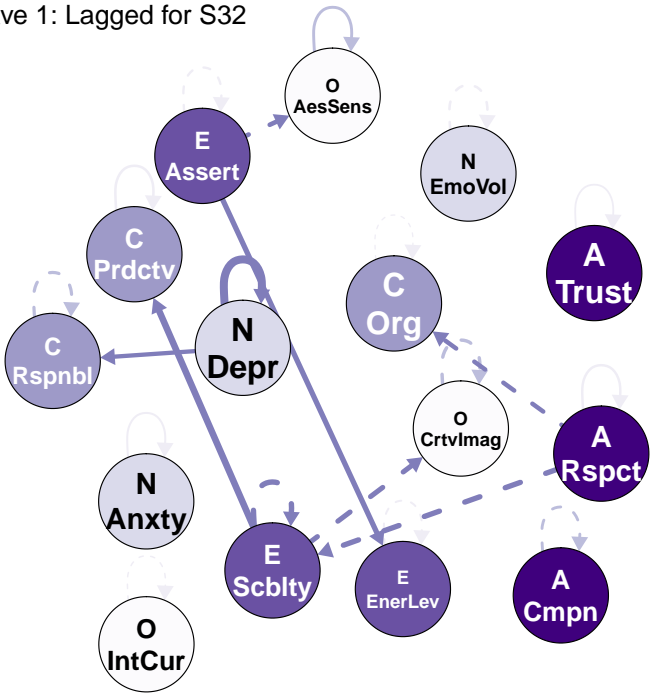 ve 1: Lagged for S32
O
AesSens
E
Assert
N
EmoVol
C
Prdctv
A
Trust
C
Org
N
Depr
C
Rspnbl
O
CrtvImag
A
Rspct
N
Anxty
E
Scblty
E
EnerLev
A
Cmpn
O
IntCur